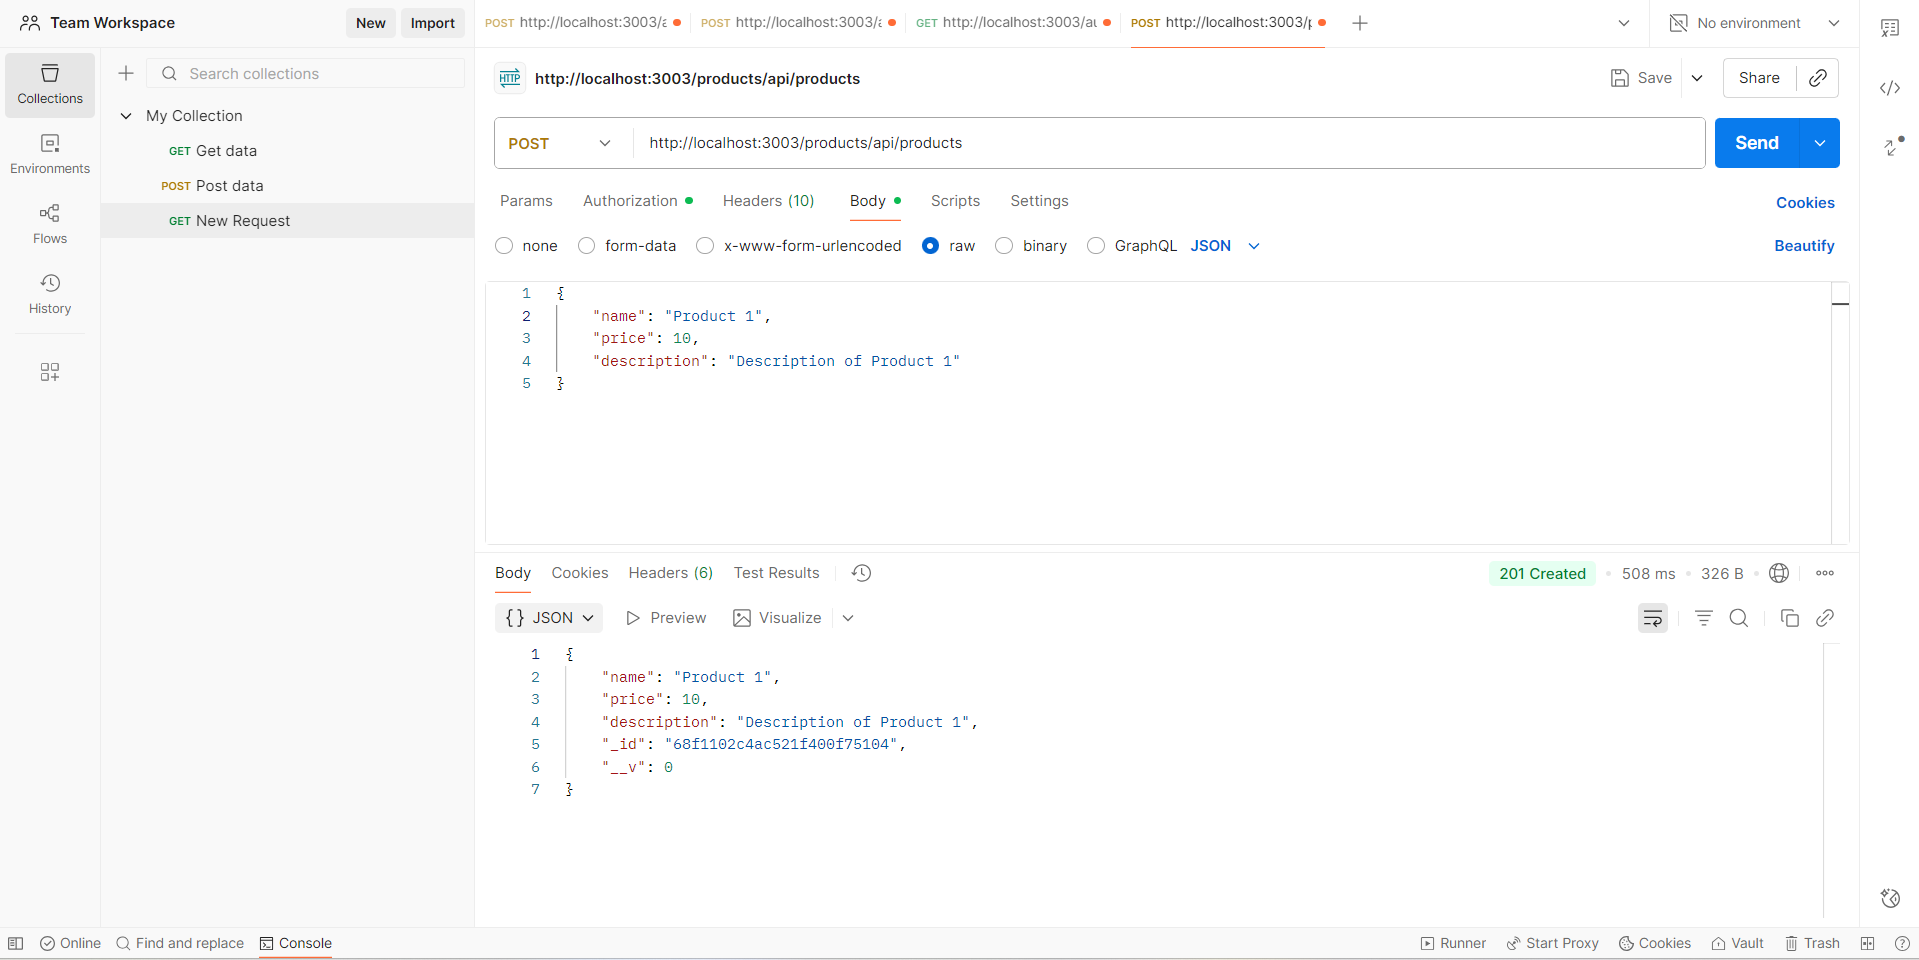 Team Workspace
New
Import
POST http://localhost:3003/a
POST http://localhost:3003/a
GET http://localhost:3003/au
POST http://localhost:3003/p
No environment
Collections
Environments
Flows
History
Search collections
My Collection
GET Get data
POST Post data
GET New Request
HTTP http://localhost:3003/products/api/products
Save
Share
POST
http://localhost:3003/products/api/products
Send
Params
Authorization
Headers (10)
Body
Scripts
Settings
Cookies
none
form-data
x-www-form-urlencoded
raw
binary
GraphQL
JSON
Beautify
1 {
2 "name": "Product 1",
3 "price": 10,
4 "description": "Description of Product 1"
5 }
Body
Cookies
Headers (6)
Test Results
201 Created
508 ms
326 B
{} JSON
Preview
Visualize
1 {
2 "name": "Product 1",
3 "price": 10,
4 "description": "Description of Product 1",
5 "_id": "68f1102c4ac521f400f75104",
6 "__v": 0
7 }
Online
Find and replace
Console
Runner
Start Proxy
Cookies
Vault
Trash